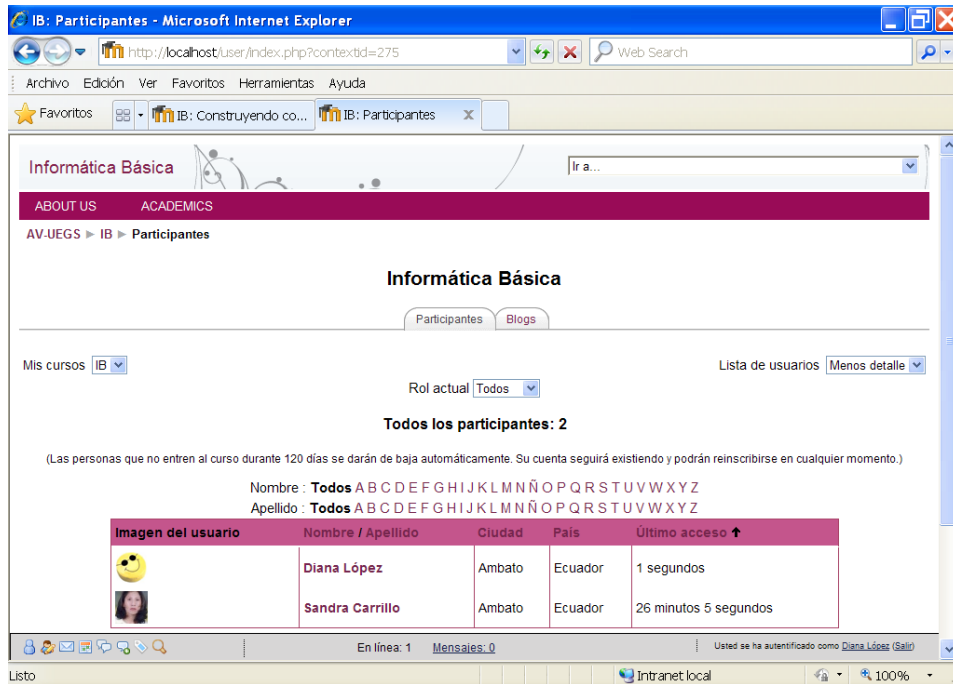 IB: Participantes - Microsoft Internet Explorer
http://localhost/user/index.php?contextid=275
Web Search
Archivo Edición Ver Favoritos Herramientas Ayuda
Favoritos IB: Construyendo co... IB: Participantes
Informática Básica Ir a...
ABOUT US ACADEMICS
AV-UEGS ► IB ► Participantes
Informática Básica
Participantes Blogs
Mis cursos IB Lista de usuarios Menos detalle
Rol actual Todos
Todos los participantes: 2
(Las personas que no entren al curso durante 120 días se darán de baja automáticamente. Su cuenta seguirá existiendo y podrán reinscribirse en cualquier momento.)
Nombre : Todos A B C D E F G H I J K L M N Ñ O P Q R S T U V W X Y Z
Apellido : Todos A B C D E F G H I J K L M N Ñ O P Q R S T U V W X Y Z
Imagen del usuario Nombre / Apellido Ciudad País Último acceso ↑
Diana López Ambato Ecuador 1 segundos
Sandra Carrillo Ambato Ecuador 26 minutos 5 segundos
En línea: 1 Mensajes: 0 Usted se ha autentificado como Diana López (Salir)
Listo Intranet local 100%